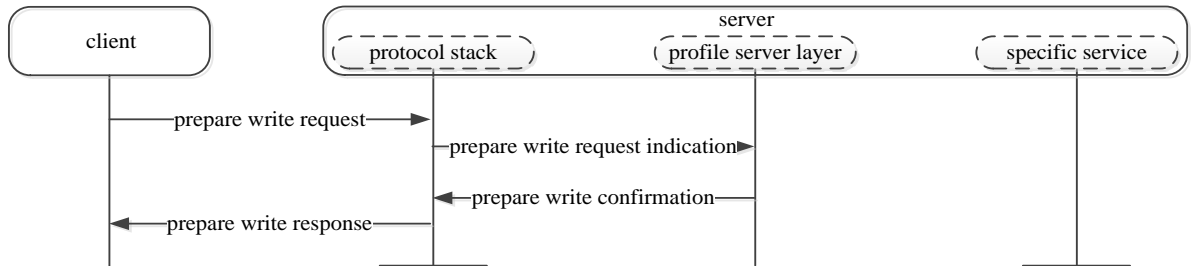 server
client
protocol stack
profile server layer
specific service
prepare write request
prepare write request indication
prepare write confirmation
prepare write response